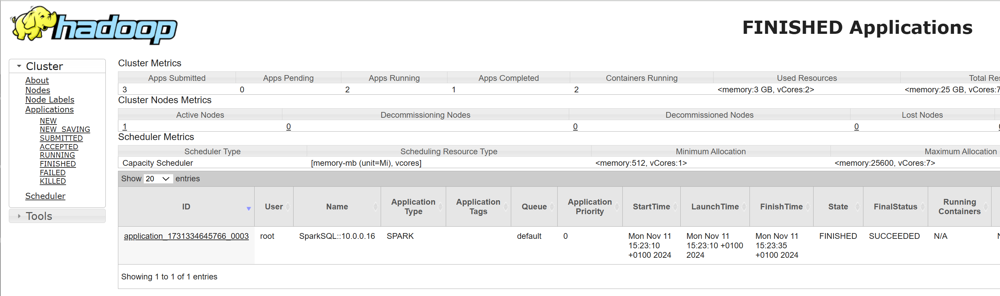 hadoop
FINISHED Applications
Cluster
About
Nodes
Node Labels
Applications
NEW
NEW_SAVING
SUBMITTED
ACCEPTED
RUNNING
FINISHED
FAILED
KILLED
Scheduler
Tools
Cluster Metrics
Apps Submitted Apps Pending Apps Running Apps Completed Containers Running Used Resources Total Res
3 0 2 1 2 <memory:3 GB, vCores:2> <memory:25 GB, vCores:7
Cluster Nodes Metrics
Active Nodes Decommissioning Nodes Decommissioned Nodes Lost Nodes
1 0 0 0
Scheduler Metrics
Scheduler Type Scheduling Resource Type Minimum Allocation Maximum Allocation
Capacity Scheduler [memory-mb (unit=Mi), vcores] <memory:512, vCores:1> <memory:25600, vCores:7>
Show 20 entries
ID User Name Application Type Application Tags Queue Application Priority StartTime LaunchTime FinishTime State FinalStatus Running Containers
application_1731334645766_0003 root SparkSQL::10.0.0.16 SPARK default 0 Mon Nov 11 15:23:10 +0100 2024 Mon Nov 11 15:23:10 +0100 2024 Mon Nov 11 15:23:35 +0100 2024 FINISHED SUCCEEDED N/A
Showing 1 to 1 of 1 entries